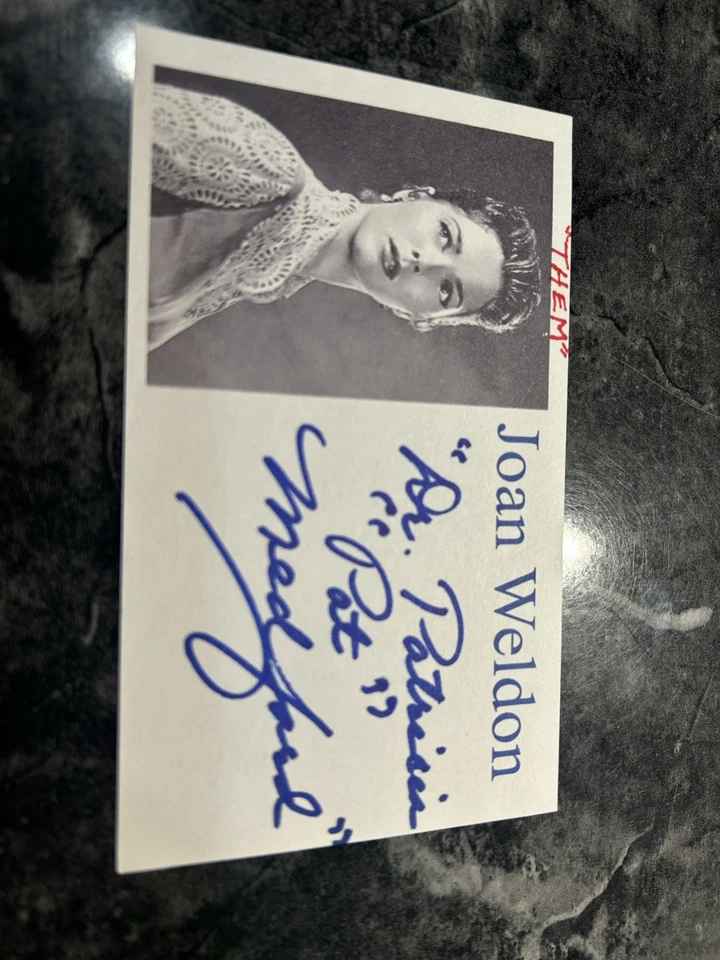 "THEM"
Joan Weldon
"Dr. Patricia
"Pat"
Medford"